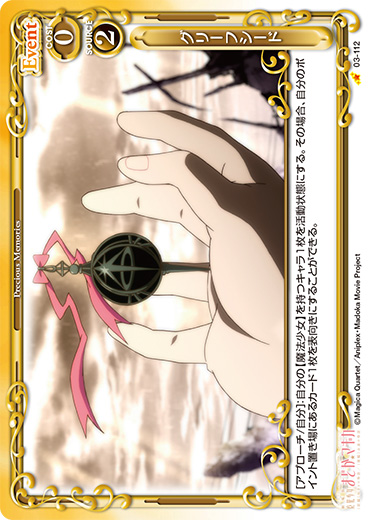 Event
COST
0
SOURCE
2
グリーフシード
Precious Memories
[アプローチ/自分]:自分の【魔法少女】を持つキャラ1枚を活動状態にする。その場合、自分のポ
イント置き場にあるカード1枚を表向きにすることができる。
©Magica Quartet／Aniplex・Madoka Movie Project
03-112